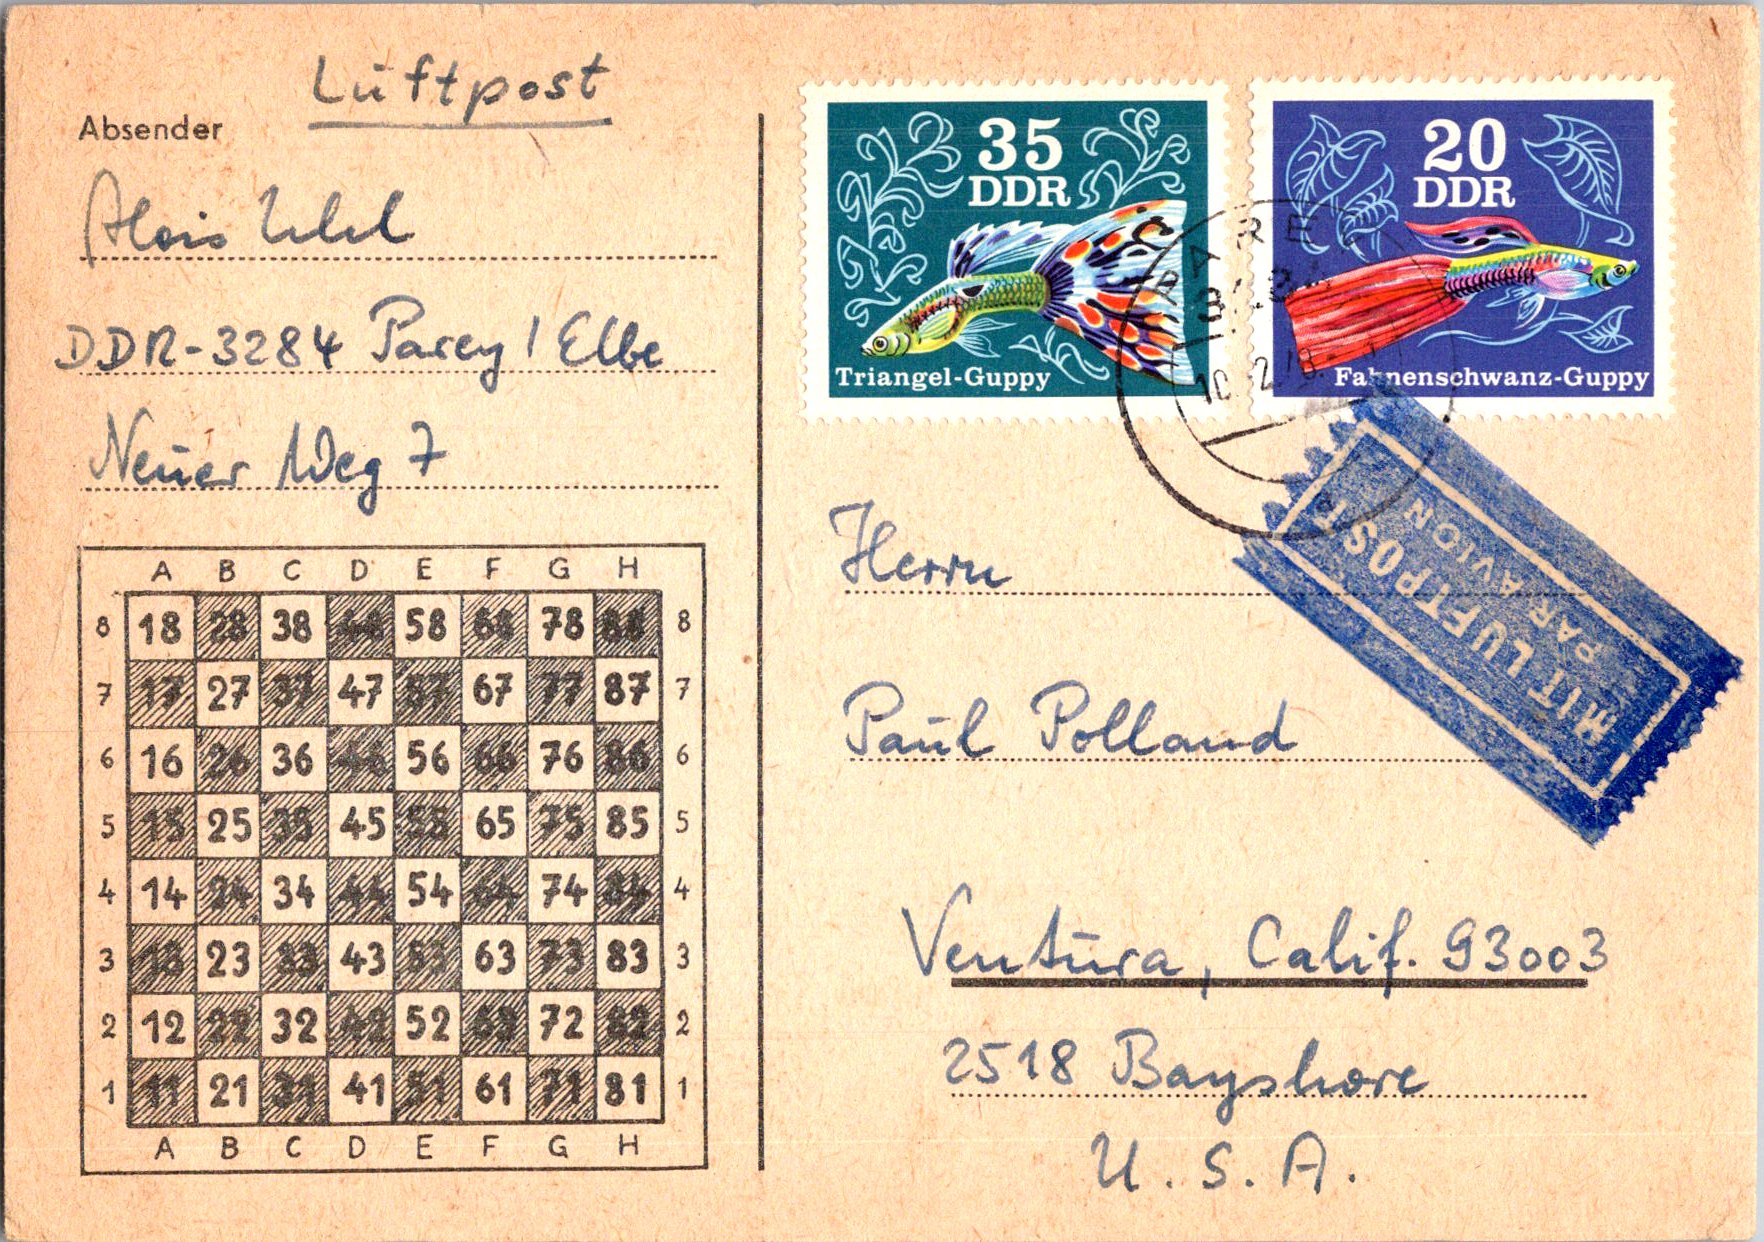 Luftpost
Absender
Alois
DDR-3284 Parey / Elbe
Neuer Weg 7
35
DDR
Triangel-Guppy
20
DDR
Fahnenschwanz-Guppy
PAREY
MIT LUFTPOST
PAR AVION
Herrn
Paul Polland
Ventura, Calif. 93003
2518 Bayshore
U. S. A.
A B C D E F G H
8 18 28 38 48 58 68 78 88 8
7 17 27 37 47 57 67 77 87 7
6 16 26 36 46 56 66 76 86 6
5 15 25 35 45 55 65 75 85 5
4 14 24 34 44 54 64 74 84 4
3 13 23 33 43 53 63 73 83 3
2 12 22 32 42 52 62 72 82 2
1 11 21 31 41 51 61 71 81 1
A B C D E F G H